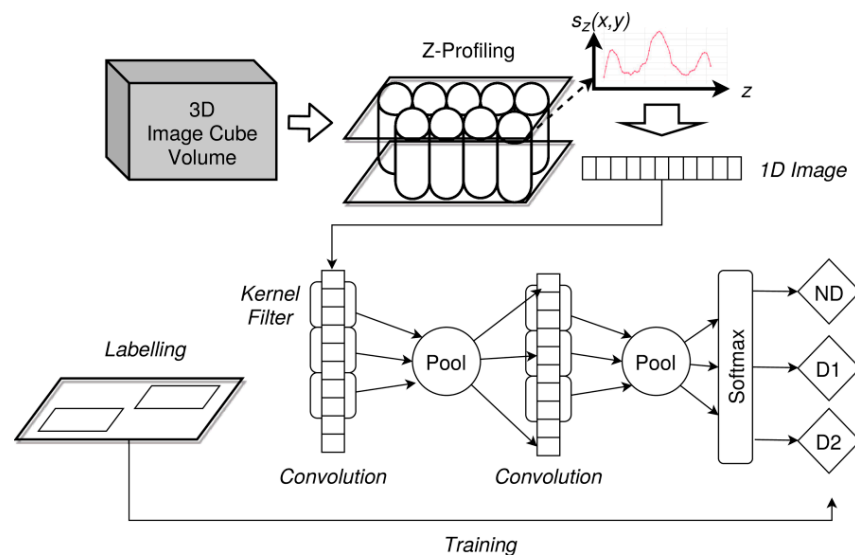 Z-Profiling
s_z(x,y)
3D
Image Cube
Volume
z
1D Image
Kernel
Filter
Labelling
Pool
Pool
Softmax
ND
D1
D2
Convolution
Convolution
Training